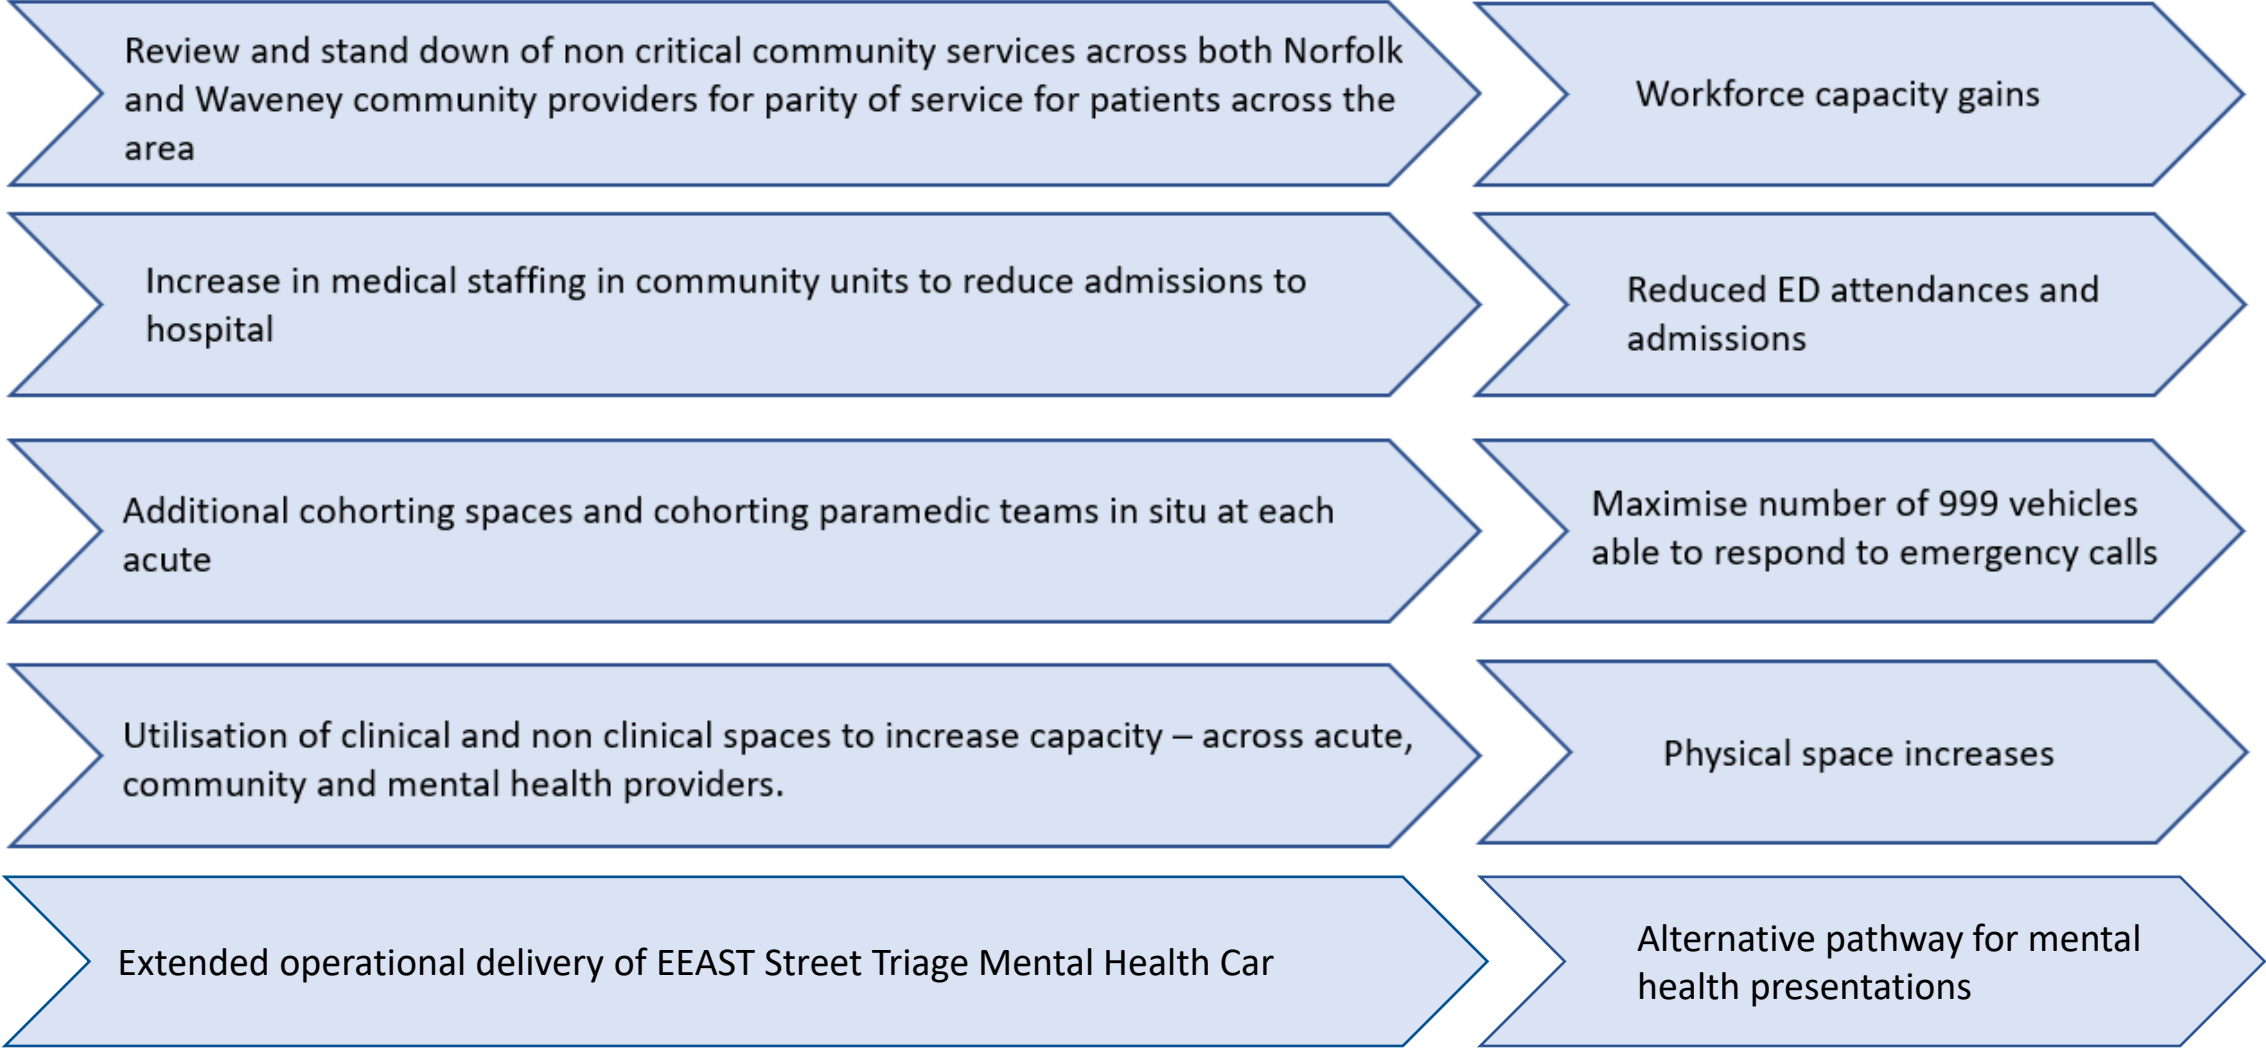 Review and stand down of non critical community services across both Norfolk
and Waveney community providers for parity of service for patients across the
area
Workforce capacity gains
Increase in medical staffing in community units to reduce admissions to
hospital
Reduced ED attendances and
admissions
Additional cohorting spaces and cohorting paramedic teams in situ at each
acute
Maximise number of 999 vehicles
able to respond to emergency calls
Utilisation of clinical and non clinical spaces to increase capacity – across acute,
community and mental health providers.
Physical space increases
Extended operational delivery of EEAST Street Triage Mental Health Car
Alternative pathway for mental
health presentations